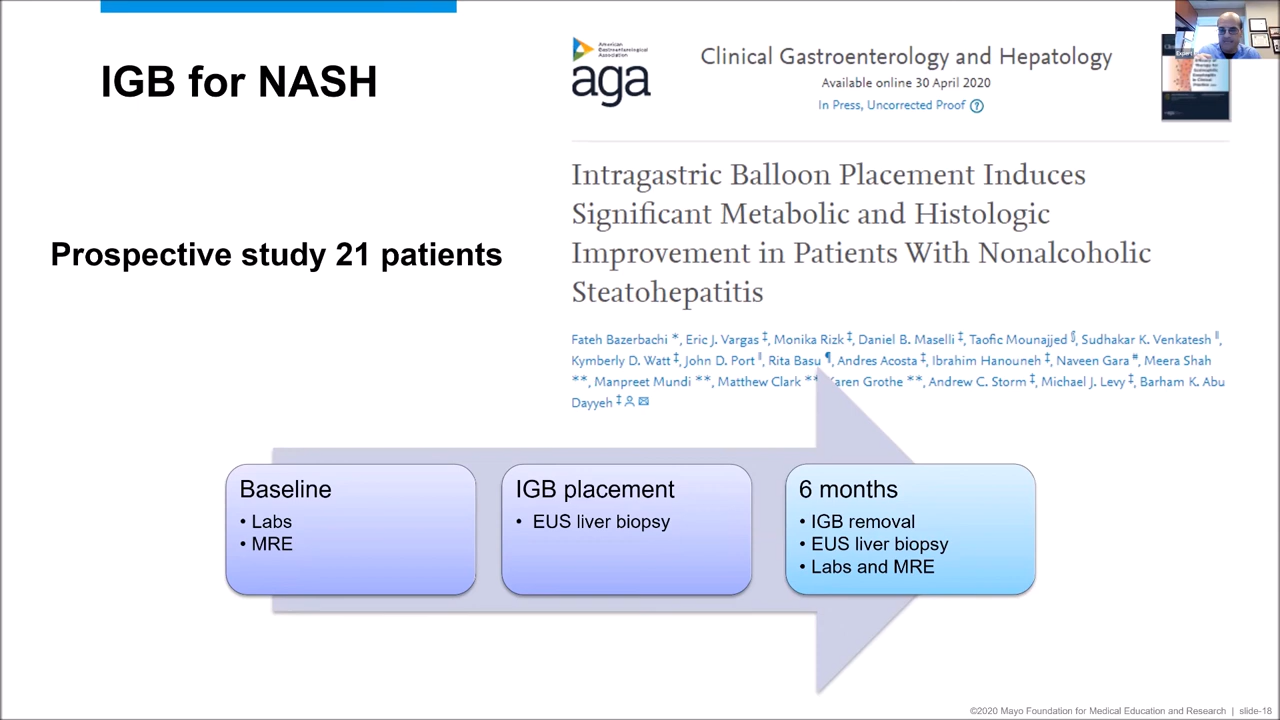 IGB for NASH
American
Gastroenterological
Association
aga
Clinical Gastroenterology and Hepatology
Available online 30 April 2020
In Press, Uncorrected Proof ?
Prospective study 21 patients
Intragastric Balloon Placement Induces
Significant Metabolic and Histologic
Improvement in Patients With Nonalcoholic
Steatohepatitis
Fateh Bazerbachi *, Eric J. Vargas ‡, Monika Rizk ‡, Daniel B. Maselli ‡, Taofic Mounajjed §, Sudhakar K. Venkatesh ‖,
Kymberly D. Watt ‡, John D. Port ‖, Rita Basu ¶, Andres Acosta ‡, Ibrahim Hanouneh ‡, Naveen Gara #, Meera Shah
**, Manpreet Mundi **, Matthew Clark **, Karen Grothe **, Andrew C. Storm ‡, Michael J. Levy ‡, Barham K. Abu
Dayyeh ‡
Baseline
• Labs
• MRE
IGB placement
• EUS liver biopsy
6 months
• IGB removal
• EUS liver biopsy
• Labs and MRE
©2020 Mayo Foundation for Medical Education and Research | slide-18